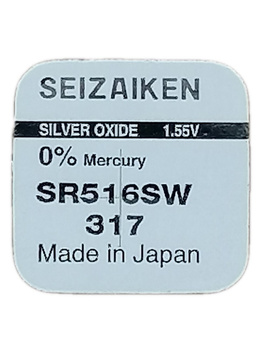 SEIZAIKEN
SILVER OXIDE 1.55V
0% Mercury
SR516SW
317
Made in Japan